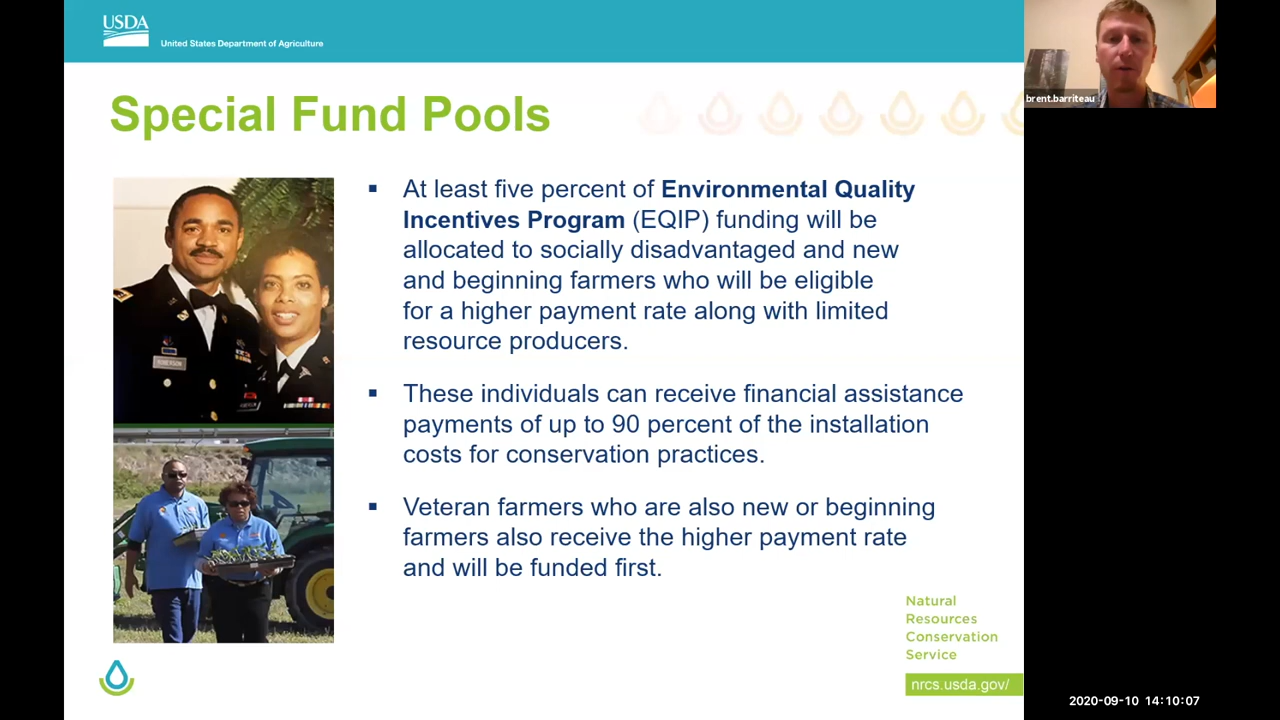 USDA
United States Department of Agriculture
brent.barriteau
Special Fund Pools
▪ At least five percent of Environmental Quality
Incentives Program (EQIP) funding will be
allocated to socially disadvantaged and new
and beginning farmers who will be eligible
for a higher payment rate along with limited
resource producers.
▪ These individuals can receive financial assistance
payments of up to 90 percent of the installation
costs for conservation practices.
▪ Veteran farmers who are also new or beginning
farmers also receive the higher payment rate
and will be funded first.
Natural
Resources
Conservation
Service
nrcs.usda.gov/
2020-09-10 14:10:07